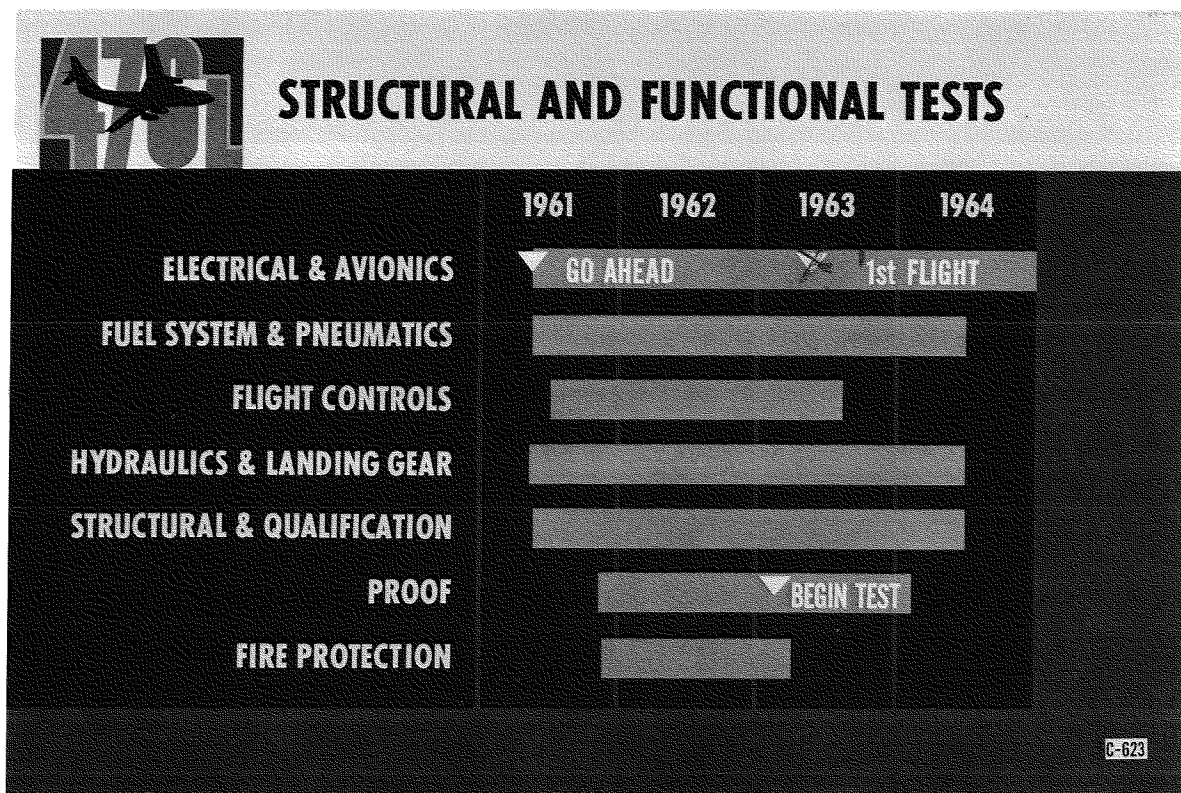 476L
STRUCTURAL AND FUNCTIONAL TESTS
1961 1962 1963 1964
ELECTRICAL & AVIONICS GO AHEAD 1st FLIGHT
FUEL SYSTEM & PNEUMATICS
FLIGHT CONTROLS
HYDRAULICS & LANDING GEAR
STRUCTURAL & QUALIFICATION
PROOF BEGIN TEST
FIRE PROTECTION
C-623